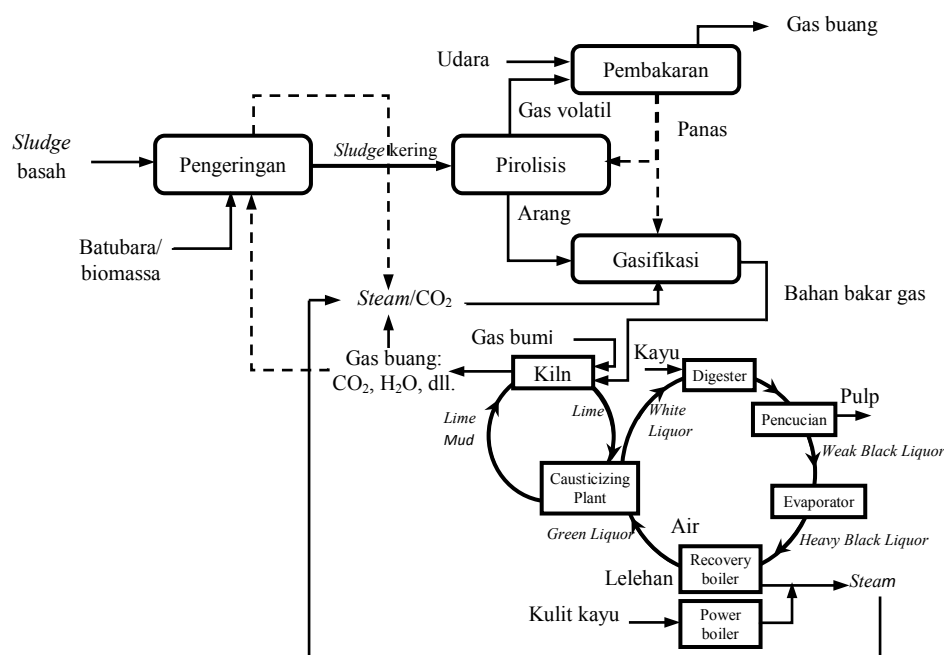 Gas buang
Udara
Pembakaran
Gas volatil
Panas
Sludge
basah
Pengeringan
Sludge kering
Pirolisis
Arang
Batubara/
biomassa
Gasifikasi
Steam/CO₂
Bahan bakar gas
Gas bumi
Gas buang:
CO₂, H₂O, dll.
Kiln
Kayu
Digester
Pulp
Pencucian
Lime
Mud
Lime
White
Liquor
Weak Black Liquor
Causticizing
Plant
Evaporator
Green Liquor
Air
Heavy Black Liquor
Recovery
boiler
Lelehan
Steam
Kulit kayu
Power
boiler